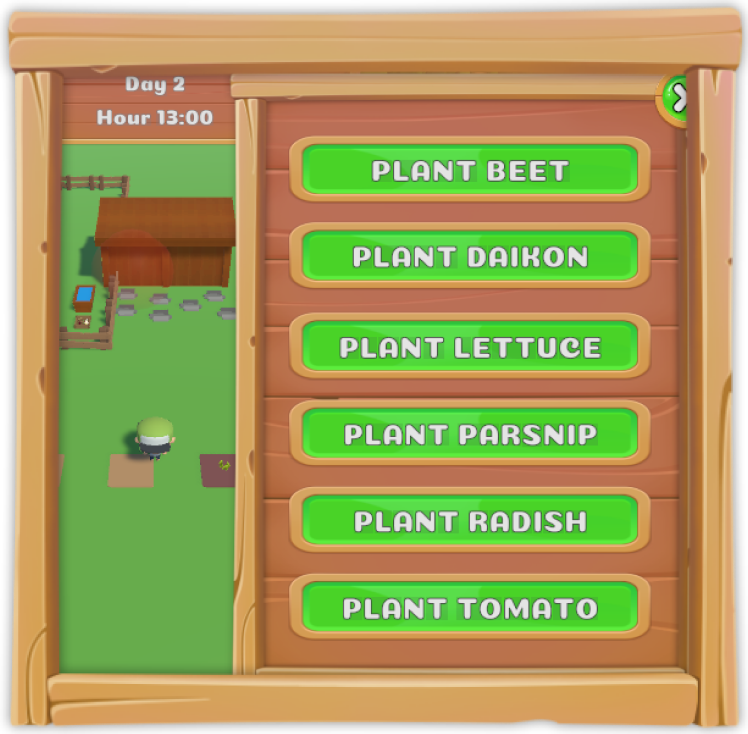 Day 2
Hour 13:00
PLANT BEET
PLANT DAIKON
PLANT LETTUCE
PLANT PARSNIP
PLANT RADISH
PLANT TOMATO